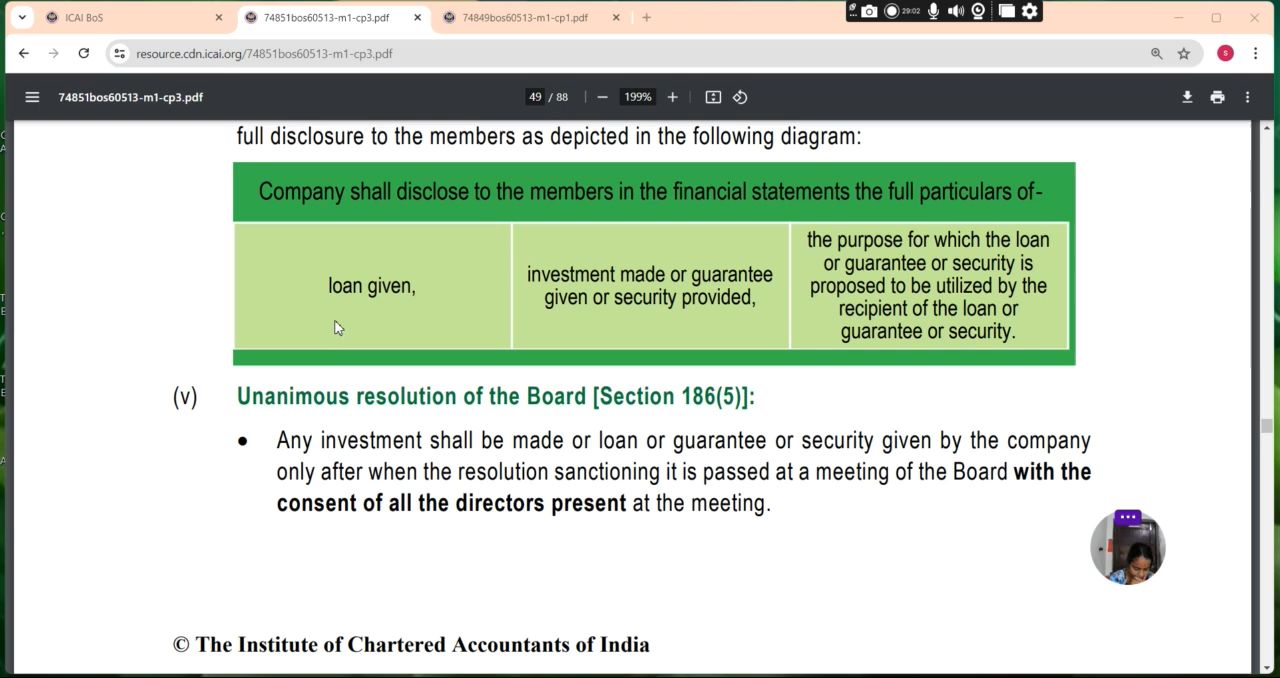 ICAI BoS
74851bos60513-m1-cp3.pdf
74849bos60513-m1-cp1.pdf
29:02
resource.cdn.icai.org/74851bos60513-m1-cp3.pdf
S
74851bos60513-m1-cp3.pdf
49 / 88
199%
full disclosure to the members as depicted in the following diagram:
Company shall disclose to the members in the financial statements the full particulars of-
loan given,
investment made or guarantee
given or security provided,
the purpose for which the loan
or guarantee or security is
proposed to be utilized by the
recipient of the loan or
guarantee or security.
(v) Unanimous resolution of the Board [Section 186(5)]:
• Any investment shall be made or loan or guarantee or security given by the company
only after when the resolution sanctioning it is passed at a meeting of the Board with the
consent of all the directors present at the meeting.
© The Institute of Chartered Accountants of India